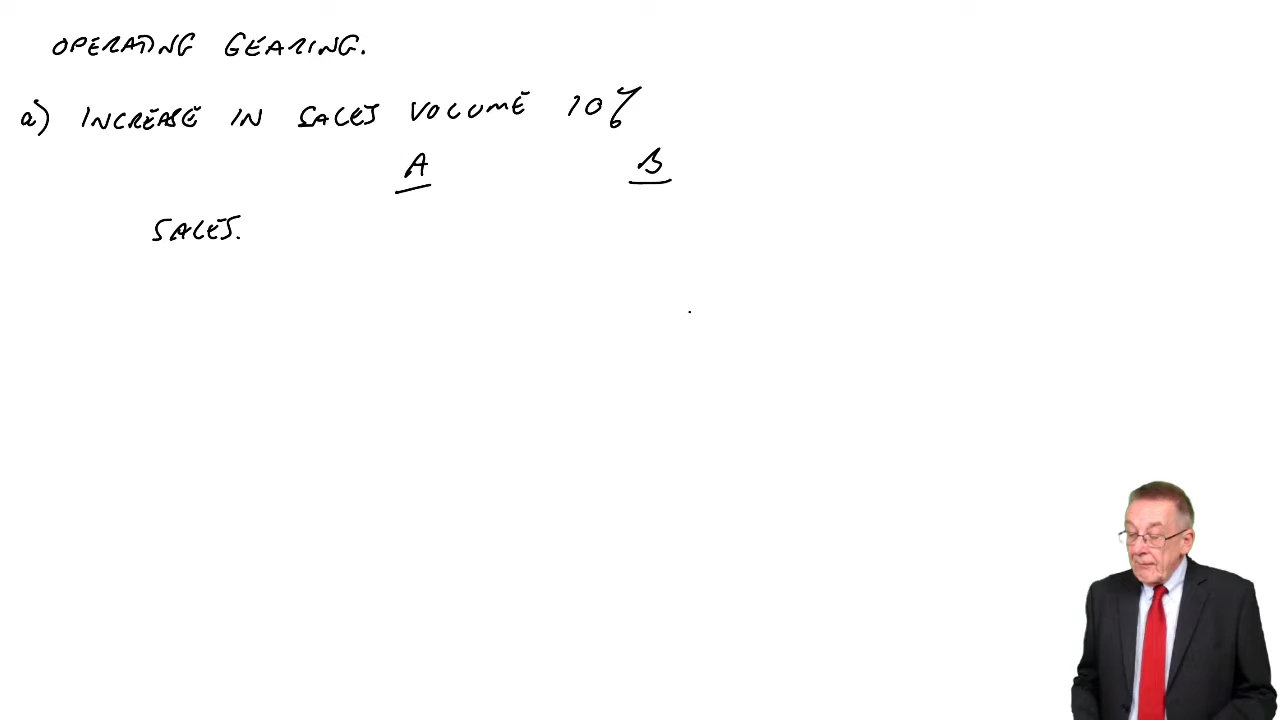 OPERATING GEARING.
a) INCREASE IN SALES VOLUME 10%
A B
SALES.